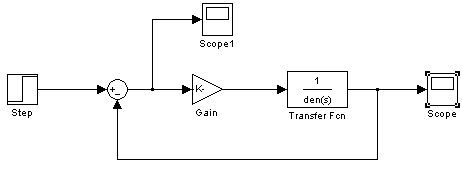 Scope1
+
_
K-
1
den(s)
Step
Gain
Transfer Fcn
Scope